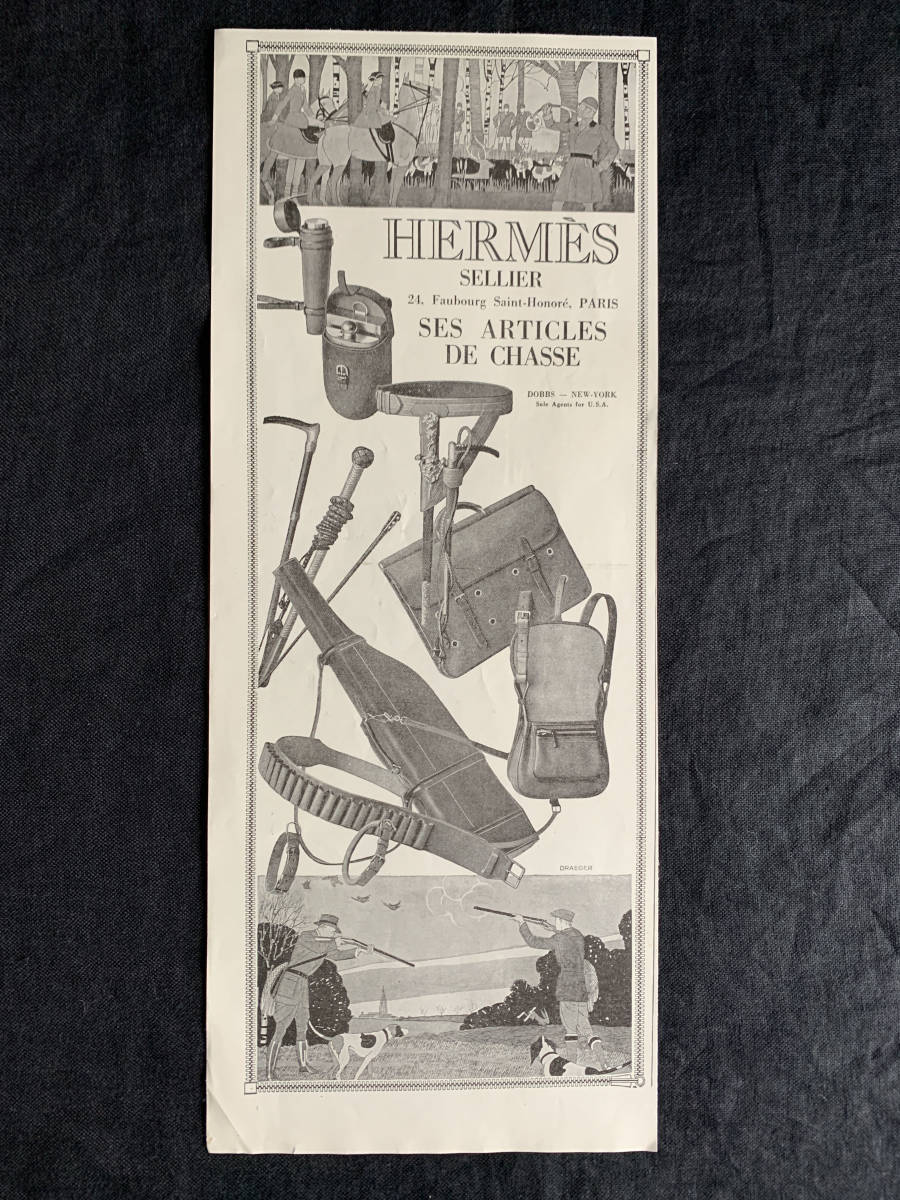 HERMÈS
SELLIER
24, Faubourg Saint-Honoré, PARIS
SES ARTICLES
DE CHASSE
DOBBS — NEW-YORK
Sole Agents for U.S.A.
DRAEGER